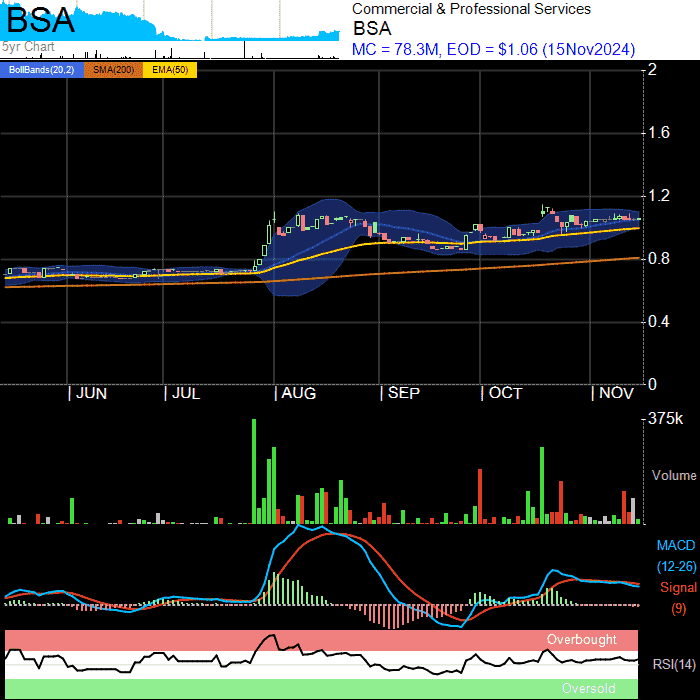 BSA
5yr Chart
Commercial & Professional Services
BSA
MC = 78.3M, EOD = $1.06 (15Nov2024)
BollBands(20,2) SMA(200) EMA(50)
2
1.6
1.2
0.8
0.4
0
JUN JUL AUG SEP OCT NOV
375k
Volume
MACD
(12-26)
Signal
(9)
Overbought
RSI(14)
Oversold